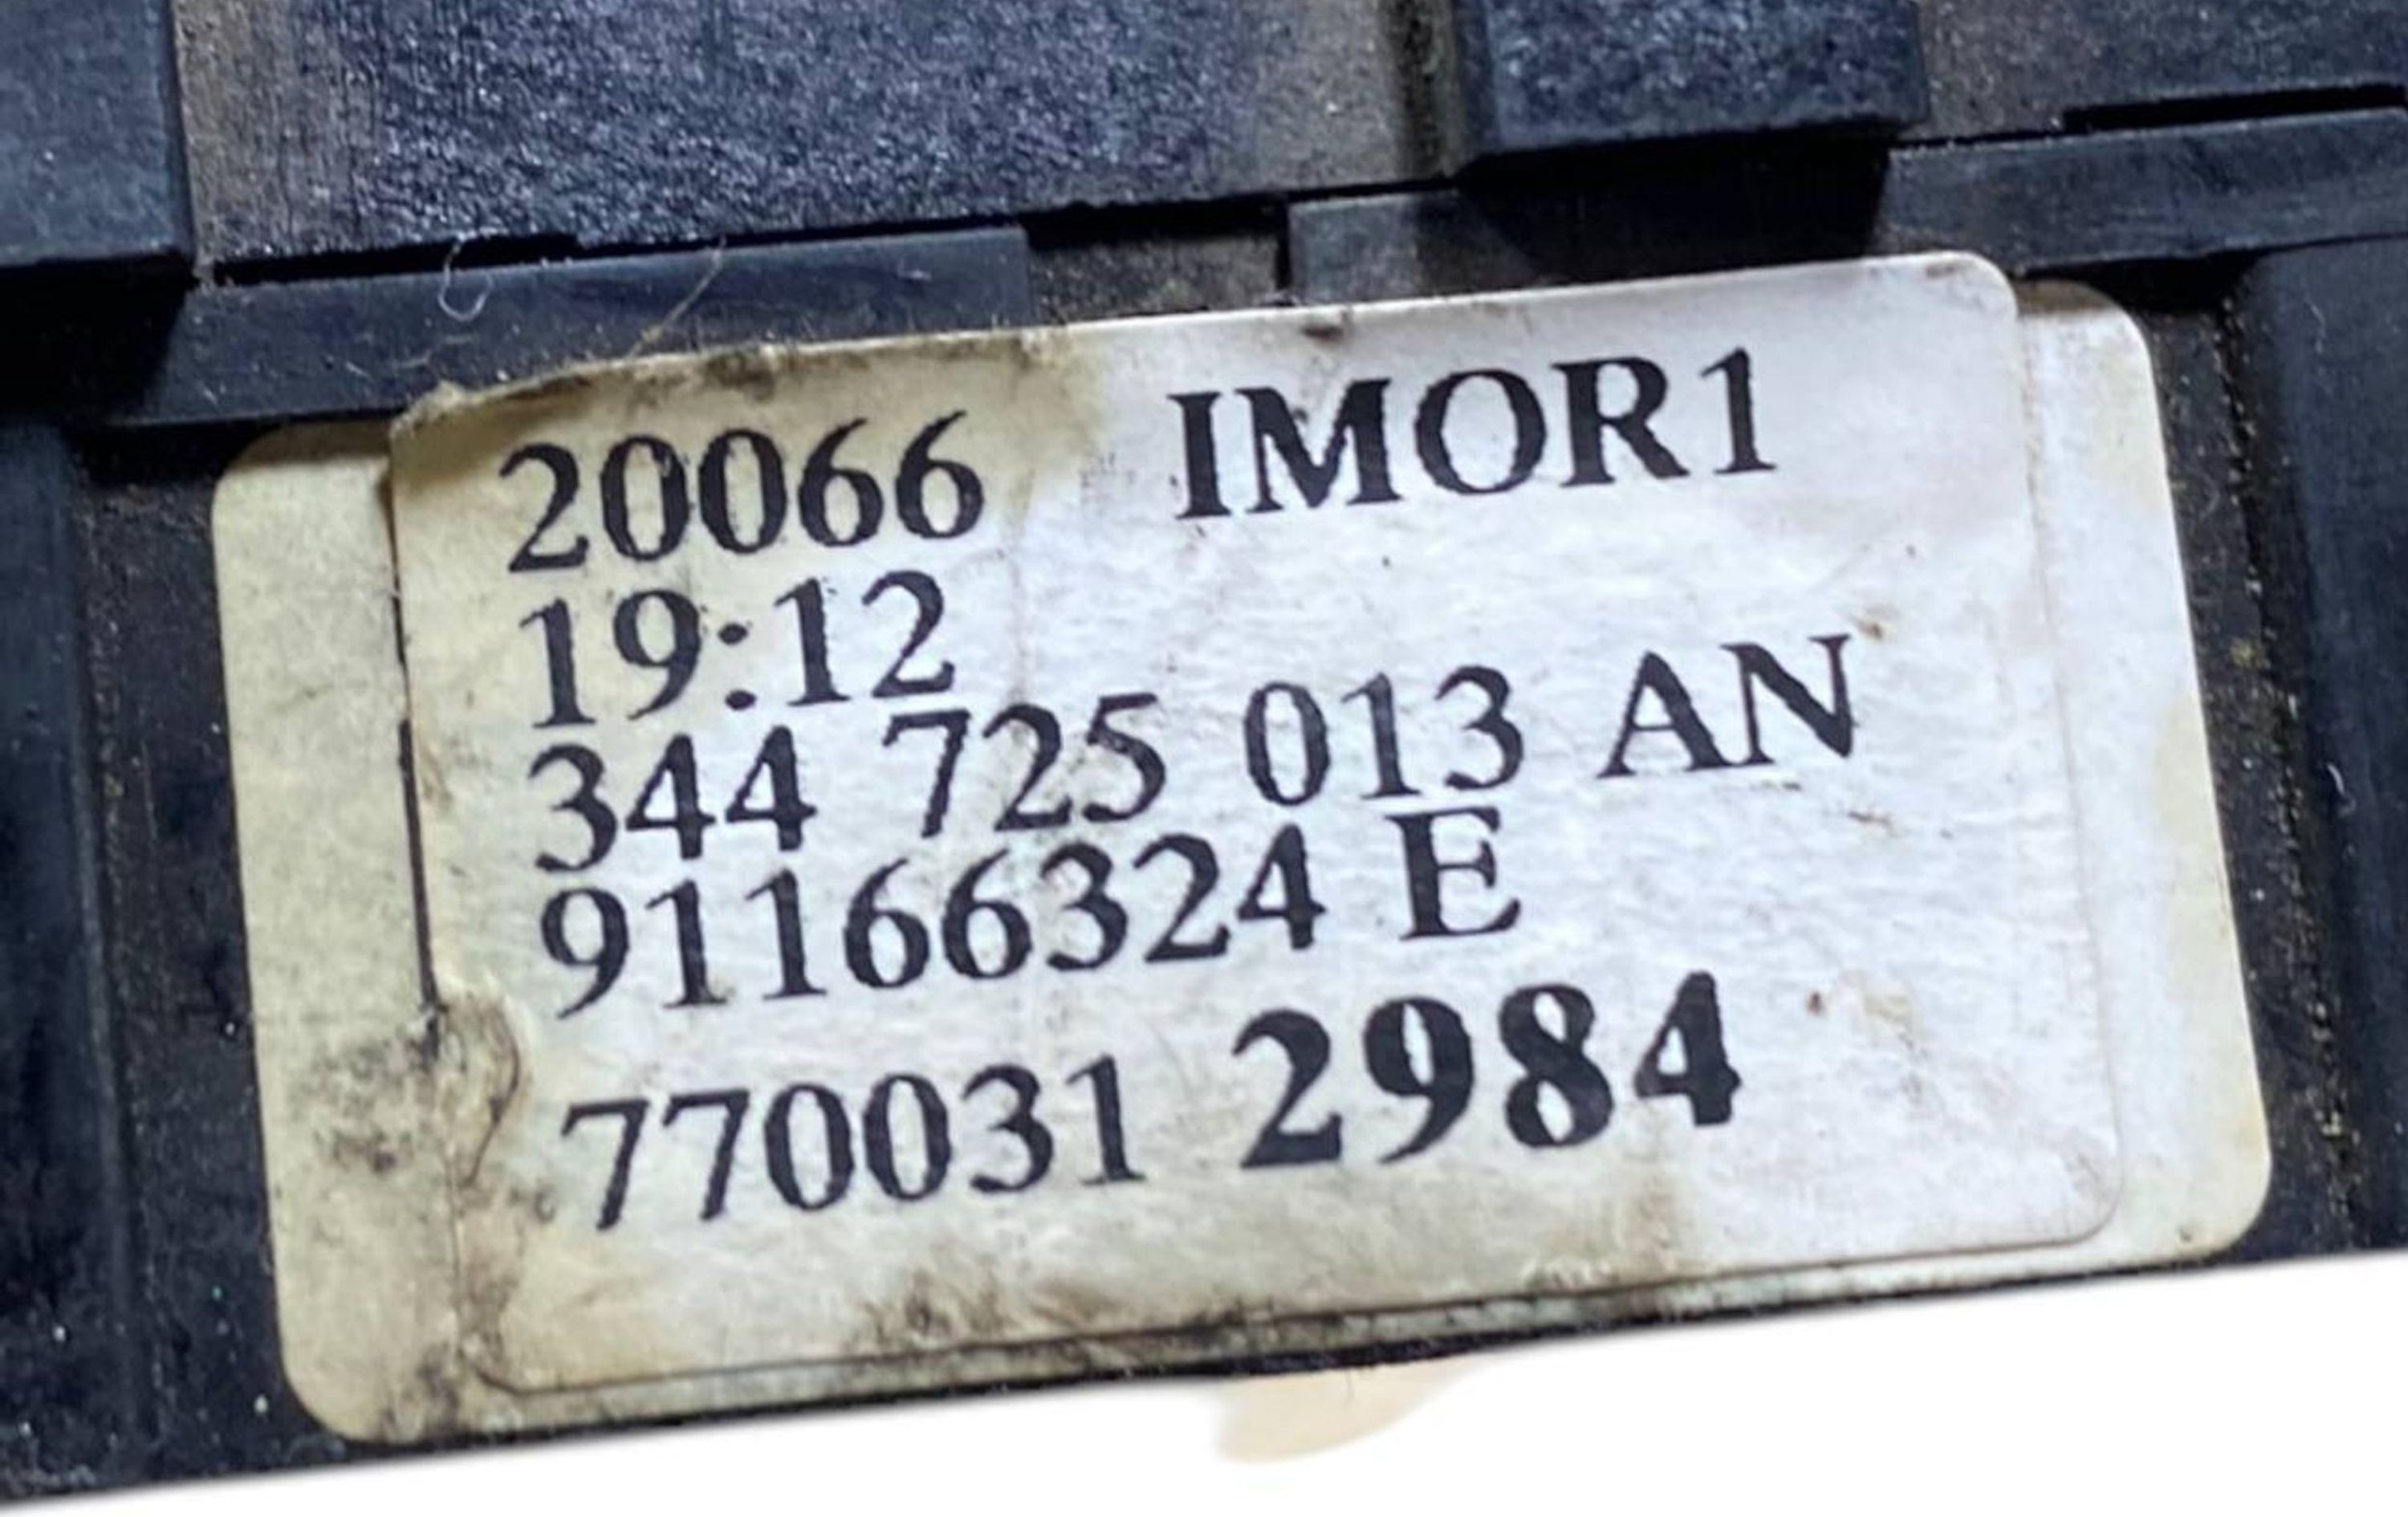 20066 IMOR1
19:12
344 725 013 AN
91166324 E
770031 2984